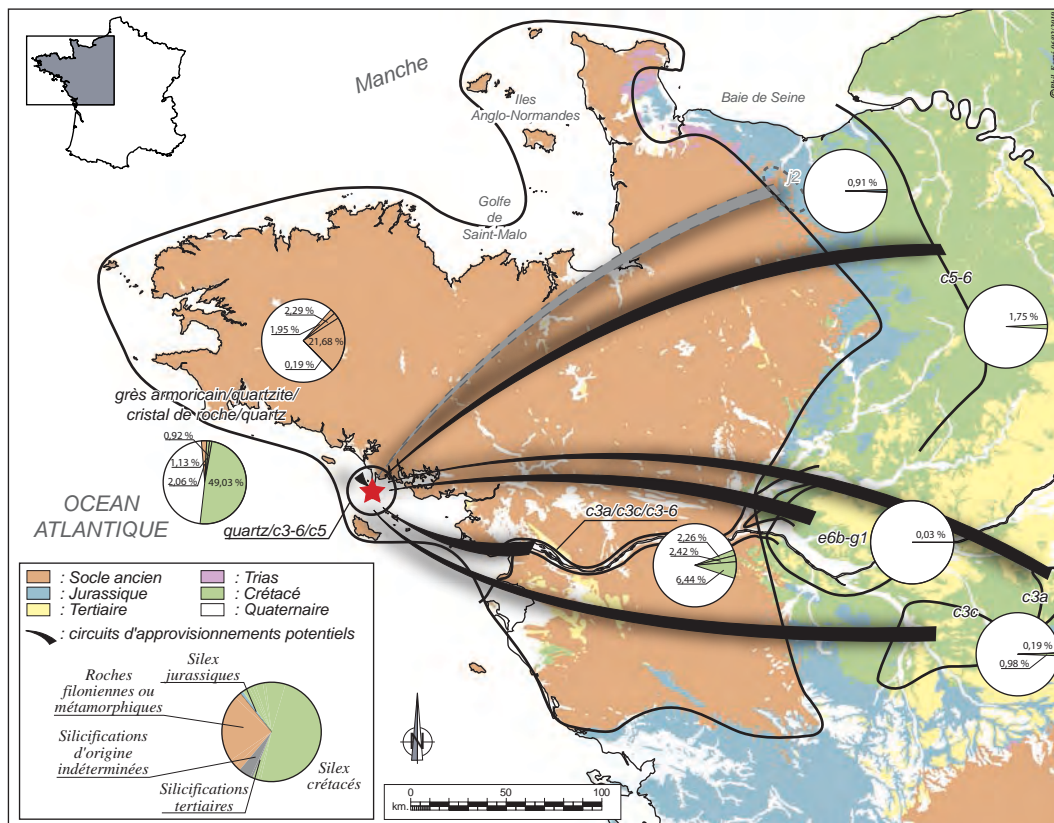 Manche
Iles
Anglo-Normandes
Baie de Seine
Golfe
de
Saint-Malo
j2
0,91 %
c5-6
1,75 %
2,29 %
1,95 %
21,68 %
0,19 %
grès armoricain/quartzite/
cristal de roche/quartz
0,92 %
1,13 %
2,06 %
49,03 %
OCEAN
ATLANTIQUE
quartz/c3-6/c5
c3a/c3c/c3-6
2,26 %
2,42 %
6,44 %
e6b-g1
0,03 %
c3a
c3c
0,19 %
0,98 %
: Socle ancien
: Trias
: Jurassique
: Crétacé
: Tertiaire
: Quaternaire
: circuits d'approvisionnements potentiels
Silex
jurassiques
Roches
filoniennes ou
métamorphiques
Silicifications
d'origine
indéterminées
Silicifications
tertiaires
Silex
crétacés
N
0 50 100
km.